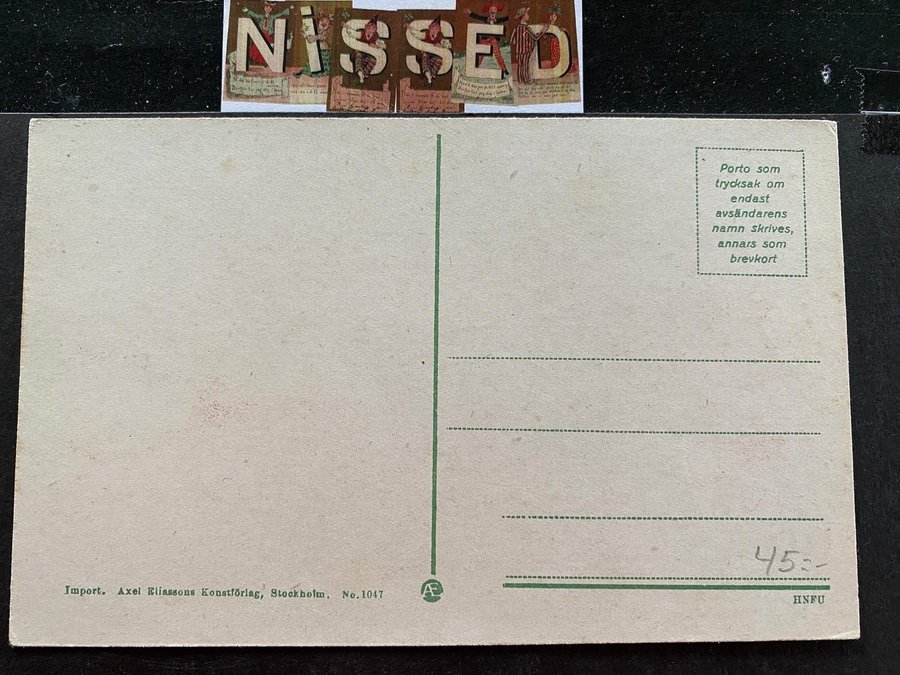 NiSSED
Porto som
trycksak om
endast
avsändarens
namn skrives,
annars som
brevkort
45:-
Import. Axel Eliassons Konstförlag, Stockholm. No. 1047
Æ
HNFU